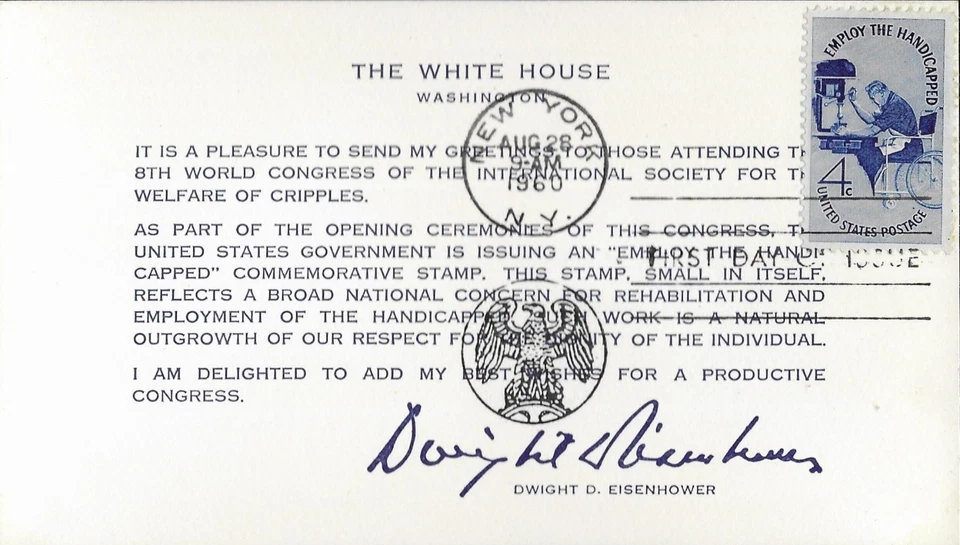 THE WHITE HOUSE
WASHINGTON
EMPLOY THE HANDICAPPED
4c
UNITED STATES POSTAGE
NEW YORK
AUG 26
9-AM
1960
N.Y.
FIRST DAY OF ISSUE
IT IS A PLEASURE TO SEND MY GREETINGS TO THOSE ATTENDING TH
8TH WORLD CONGRESS OF THE INTERNATIONAL SOCIETY FOR TH
WELFARE OF CRIPPLES.
AS PART OF THE OPENING CEREMONIES OF THIS CONGRESS, T
UNITED STATES GOVERNMENT IS ISSUING AN "EMPLOY THE HANDI-
CAPPED" COMMEMORATIVE STAMP. THIS STAMP, SMALL IN ITSELF,
REFLECTS A BROAD NATIONAL CONCERN FOR REHABILITATION AND
EMPLOYMENT OF THE HANDICAPPED. SUCH WORK IS A NATURAL
OUTGROWTH OF OUR RESPECT FOR THE DIGNITY OF THE INDIVIDUAL.
I AM DELIGHTED TO ADD MY BEST WISHES FOR A PRODUCTIVE
CONGRESS.
Dwight D Eisenhower
DWIGHT D. EISENHOWER